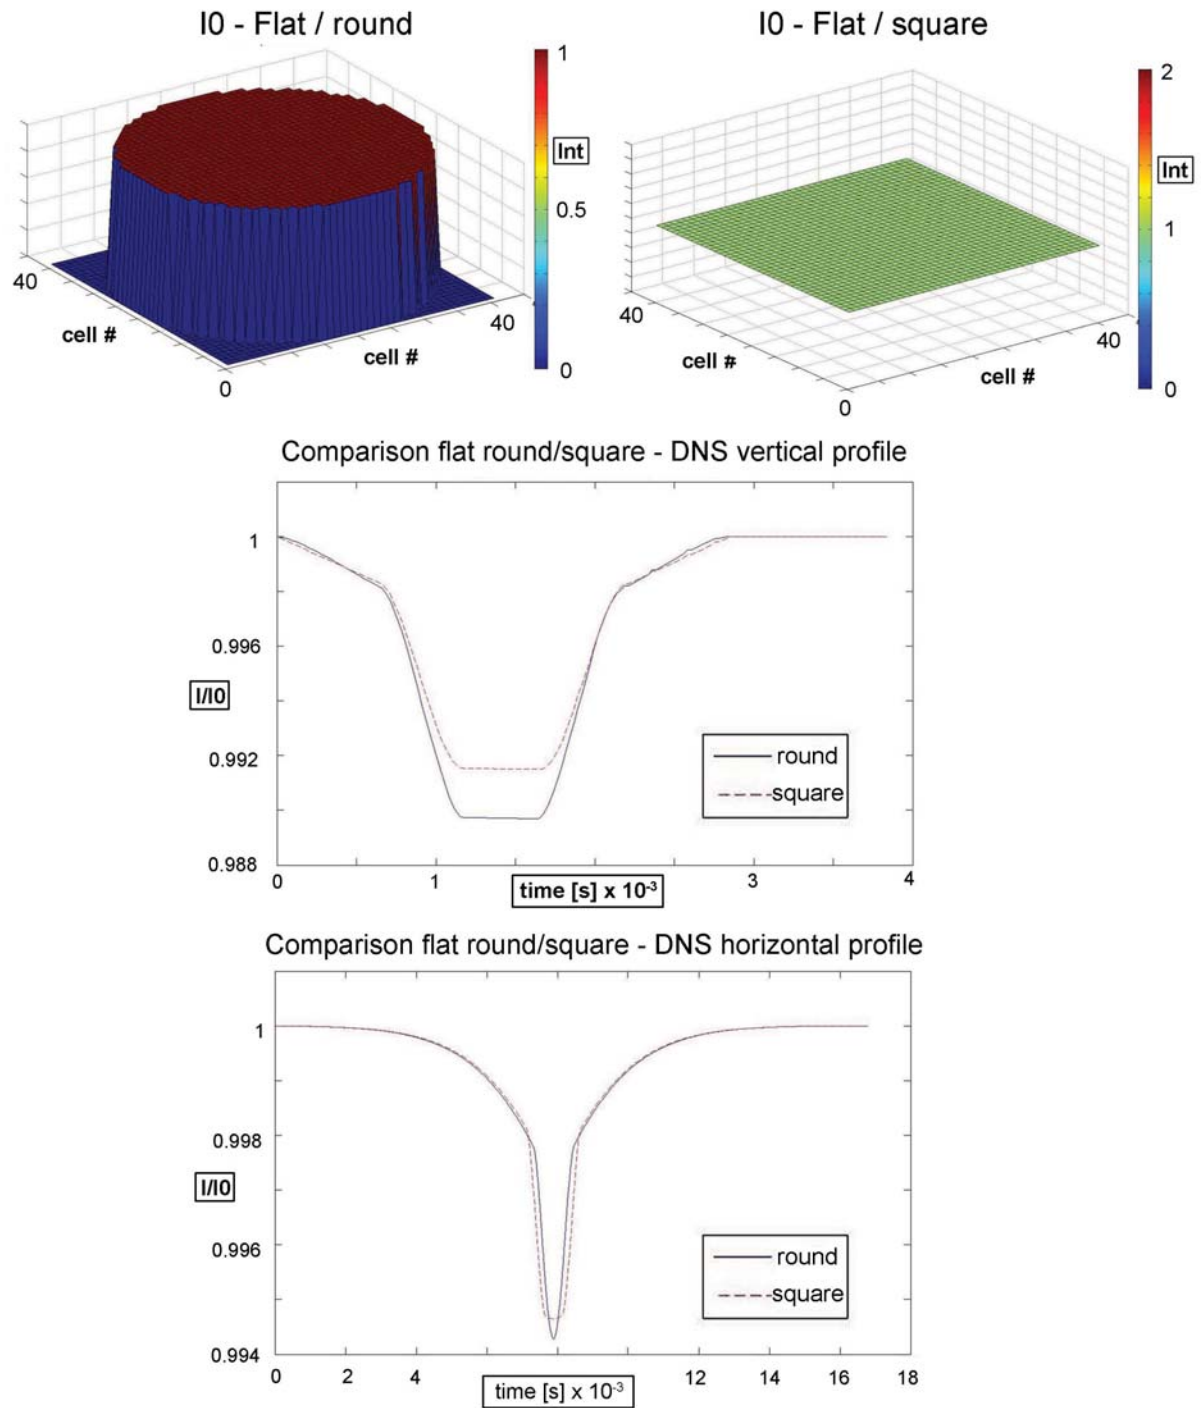 I0 - Flat / round
I0 - Flat / square
1
Int
0.5
0
40
cell #
0
cell #
40
2
Int
1
0
40
cell #
0
cell #
40
Comparison flat round/square - DNS vertical profile
1
0.996
I/I0
0.992
0.988
round
square
0
1
time [s] x 10⁻³
3
4
Comparison flat round/square - DNS horizontal profile
1
0.998
I/I0
0.996
0.994
round
square
0
2
4
time [s] x 10⁻³
12
14
16
18